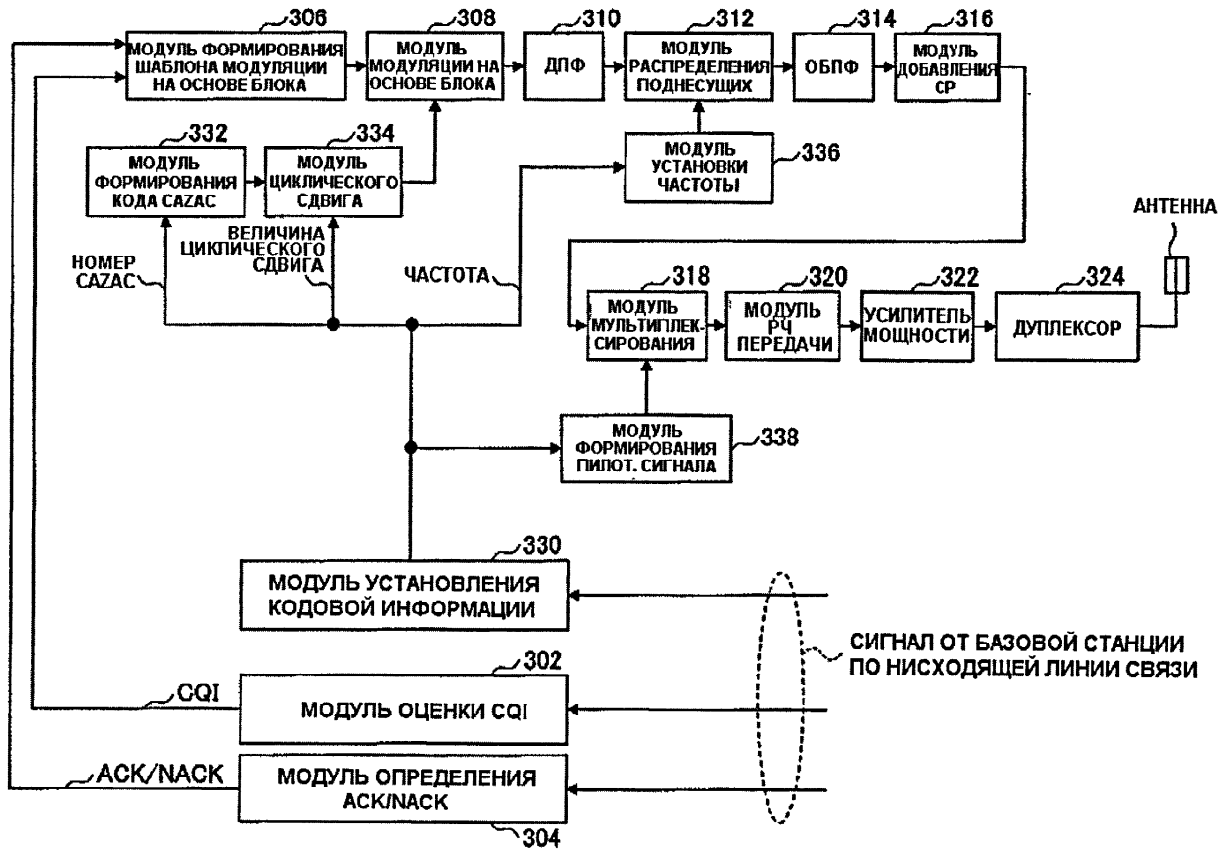 306
МОДУЛЬ ФОРМИРОВАНИЯ
ШАБЛОНА МОДУЛЯЦИИ
НА ОСНОВЕ БЛОКА
308
МОДУЛЬ
МОДУЛЯЦИИ НА
ОСНОВЕ БЛОКА
310
ДПФ
312
МОДУЛЬ
РАСПРЕДЕЛЕНИЯ
ПОДНЕСУЩИХ
314
ОБПФ
316
МОДУЛЬ
ДОБАВЛЕНИЯ
CP
332
МОДУЛЬ
ФОРМИРОВАНИЯ
КОДА CAZAC
334
МОДУЛЬ
ЦИКЛИЧЕСКОГО
СДВИГА
МОДУЛЬ
УСТАНОВКИ
ЧАСТОТЫ
336
НОМЕР
CAZAC
ВЕЛИЧИНА
ЦИКЛИЧЕСКОГО
СДВИГА
ЧАСТОТА
АНТЕННА
318
МОДУЛЬ
МУЛЬТИПЛЕК-
СИРОВАНИЯ
320
МОДУЛЬ
РЧ
ПЕРЕДАЧИ
322
УСИЛИТЕЛЬ
МОЩНОСТИ
324
ДУПЛЕКСОР
МОДУЛЬ
ФОРМИРОВАНИЯ
ПИЛОТ. СИГНАЛА
338
330
МОДУЛЬ УСТАНОВЛЕНИЯ
КОДОВОЙ ИНФОРМАЦИИ
302
МОДУЛЬ ОЦЕНКИ CQI
CQI
МОДУЛЬ ОПРЕДЕЛЕНИЯ
ACK/NACK
304
ACK/NACK
СИГНАЛ ОТ БАЗОВОЙ СТАНЦИИ
ПО НИСХОДЯЩЕЙ ЛИНИИ СВЯЗИ